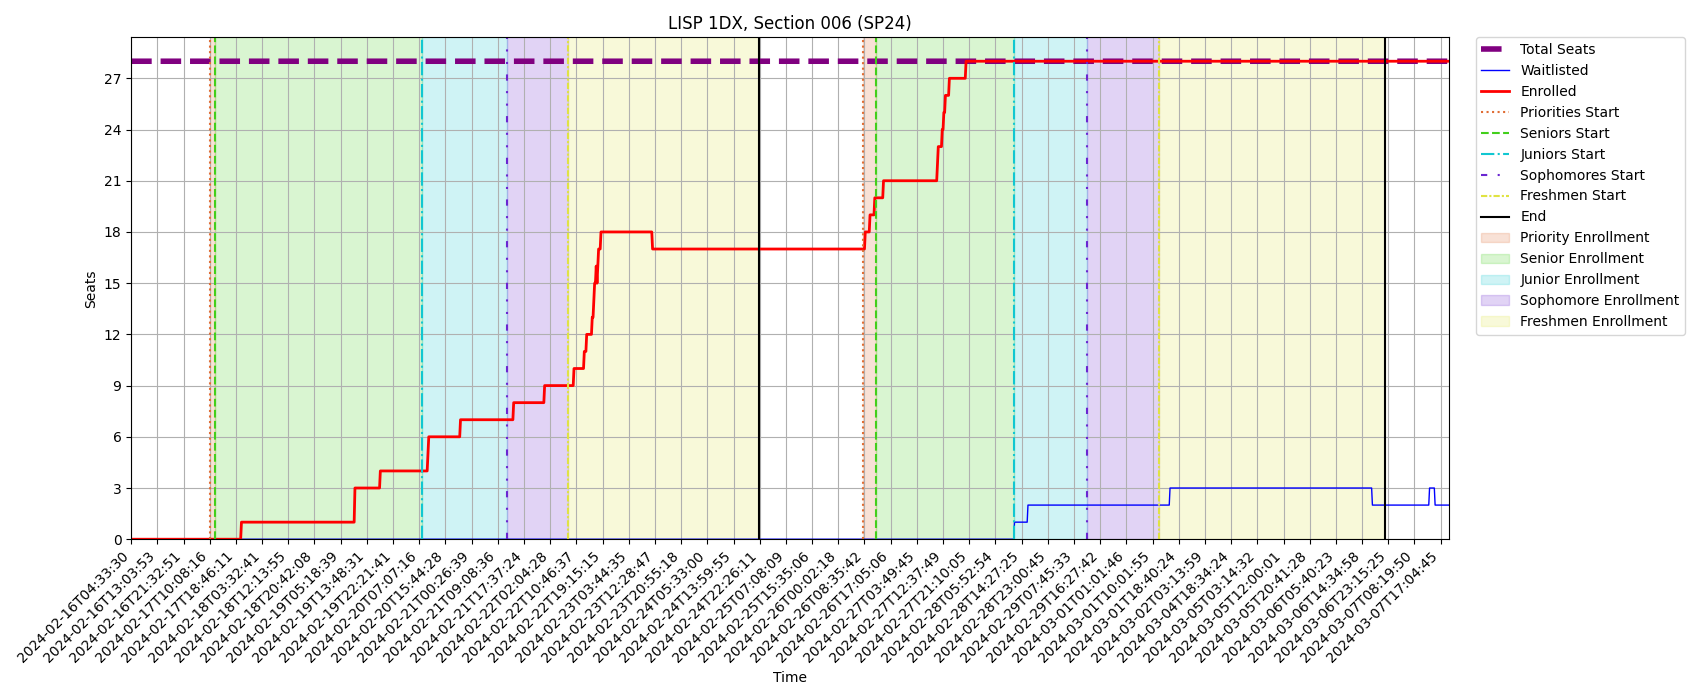 LISP 1DX, Section 006 (SP24)
Total Seats
Waitlisted
Enrolled
Priorities Start
Seniors Start
Juniors Start
Sophomores Start
Freshmen Start
End
Priority Enrollment
Senior Enrollment
Junior Enrollment
Sophomore Enrollment
Freshmen Enrollment
Seats
27
24
21
18
15
12
9
6
3
0
2024-02-16T04:33:30
2024-02-16T13:03:53
2024-02-16T21:32:51
2024-02-17T10:08:16
2024-02-17T18:46:11
2024-02-18T03:32:41
2024-02-18T12:13:55
2024-02-18T20:42:08
2024-02-19T05:18:39
2024-02-19T13:48:31
2024-02-19T22:21:41
2024-02-20T07:07:16
2024-02-20T15:44:28
2024-02-21T00:26:39
2024-02-21T09:08:36
2024-02-21T17:37:24
2024-02-22T02:04:28
2024-02-22T10:46:37
2024-02-22T19:15:15
2024-02-23T03:44:35
2024-02-23T12:28:47
2024-02-23T20:55:18
2024-02-24T05:33:00
2024-02-24T13:59:55
2024-02-24T22:26:11
2024-02-25T07:08:09
2024-02-25T15:35:06
2024-02-26T00:02:18
2024-02-26T08:35:42
2024-02-26T17:05:06
2024-02-27T03:49:45
2024-02-27T12:37:49
2024-02-27T21:10:05
2024-02-28T05:52:54
2024-02-28T14:27:25
2024-02-28T23:00:45
2024-02-29T07:45:33
2024-02-29T16:27:42
2024-03-01T01:01:46
2024-03-01T10:01:55
2024-03-01T18:40:24
2024-03-02T03:13:59
2024-03-04T18:34:24
2024-03-05T03:14:32
2024-03-05T12:00:01
2024-03-05T20:41:28
2024-03-06T05:40:23
2024-03-06T14:34:58
2024-03-06T23:15:25
2024-03-07T08:19:50
2024-03-07T17:04:45
Time